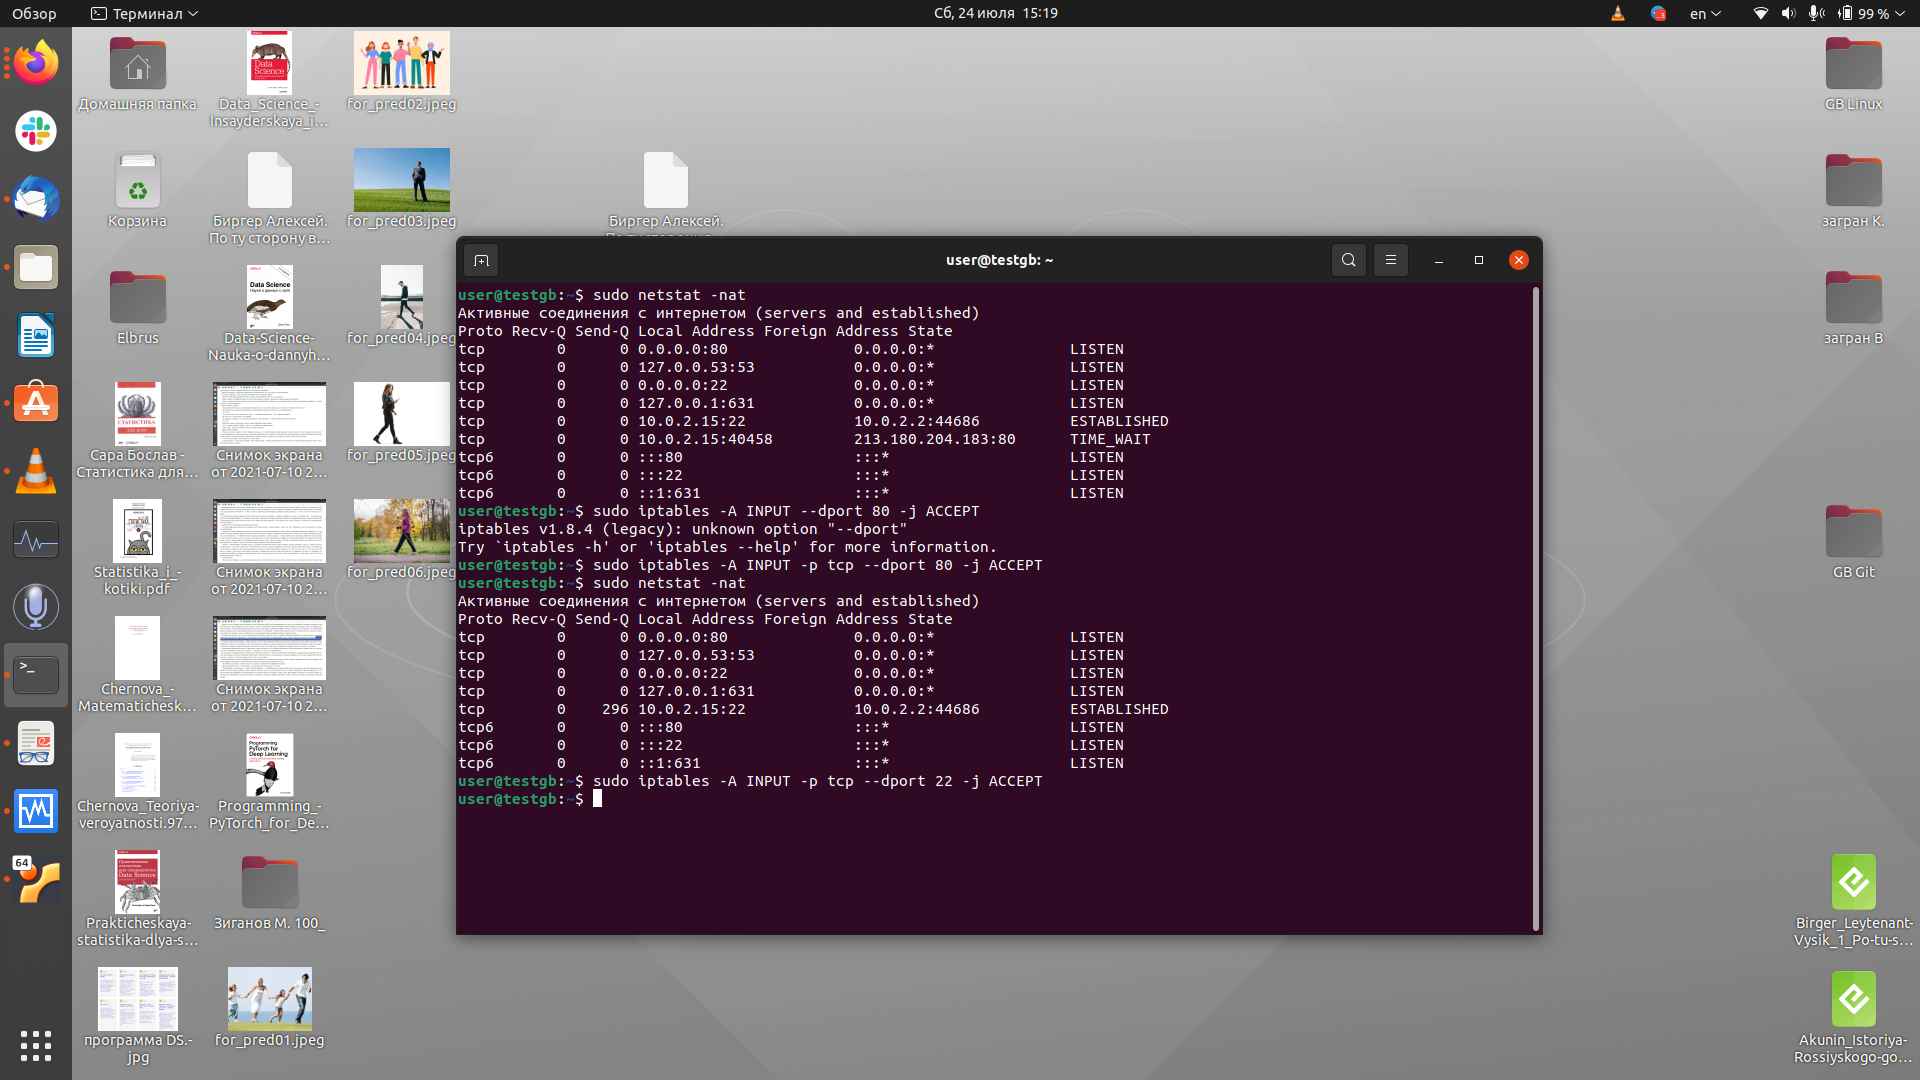 Обзор
Терминал
Сб, 24 июля 15:19
en
99 %
Домашняя папка
Data_Science_-
Insayderskaya_i...
for_pred02.jpeg
GB Linux
Корзина
Биргер Алексей.
По ту сторону в...
for_pred03.jpeg
Биргер Алексей.
загран К.
Elbrus
Data-Science-
Nauka-o-dannyh...
for_pred04.jpeg
загран В
Сара Бослав -
Статистика для...
Снимок экрана
от 2021-07-10 2...
for_pred05.jpeg
Statistika_i_-
kotiki.pdf
Снимок экрана
от 2021-07-10 2...
for_pred06.jpeg
GB Git
Chernova_-
Matematichesk...
Снимок экрана
от 2021-07-10 2...
Chernova_Teoriya-
veroyatnosti.97...
Programming_-
PyTorch_for_De...
64
Prakticheskaya-
statistika-dlya-s...
Зиганов М. 100_
Birger_Leytenant-
Vysik_1_Po-tu-s...
программа DS.-
jpg
for_pred01.jpeg
Akunin_Istoriya-
Rossiyskogo-go...
user@testgb: ~
user@testgb:~$ sudo netstat -nat
Активные соединения с интернетом (servers and established)
Proto Recv-Q Send-Q Local Address Foreign Address State
tcp 0 0 0.0.0.0:80 0.0.0.0:* LISTEN
tcp 0 0 127.0.0.53:53 0.0.0.0:* LISTEN
tcp 0 0 0.0.0.0:22 0.0.0.0:* LISTEN
tcp 0 0 127.0.0.1:631 0.0.0.0:* LISTEN
tcp 0 0 10.0.2.15:22 10.0.2.2:44686 ESTABLISHED
tcp 0 0 10.0.2.15:40458 213.180.204.183:80 TIME_WAIT
tcp6 0 0 :::80 :::* LISTEN
tcp6 0 0 :::22 :::* LISTEN
tcp6 0 0 ::1:631 :::* LISTEN
user@testgb:~$ sudo iptables -A INPUT --dport 80 -j ACCEPT
iptables v1.8.4 (legacy): unknown option "--dport"
Try `iptables -h' or 'iptables --help' for more information.
user@testgb:~$ sudo iptables -A INPUT -p tcp --dport 80 -j ACCEPT
user@testgb:~$ sudo netstat -nat
Активные соединения с интернетом (servers and established)
Proto Recv-Q Send-Q Local Address Foreign Address State
tcp 0 0 0.0.0.0:80 0.0.0.0:* LISTEN
tcp 0 0 127.0.0.53:53 0.0.0.0:* LISTEN
tcp 0 0 0.0.0.0:22 0.0.0.0:* LISTEN
tcp 0 0 127.0.0.1:631 0.0.0.0:* LISTEN
tcp 0 296 10.0.2.15:22 10.0.2.2:44686 ESTABLISHED
tcp6 0 0 :::80 :::* LISTEN
tcp6 0 0 :::22 :::* LISTEN
tcp6 0 0 ::1:631 :::* LISTEN
user@testgb:~$ sudo iptables -A INPUT -p tcp --dport 22 -j ACCEPT
user@testgb:~$